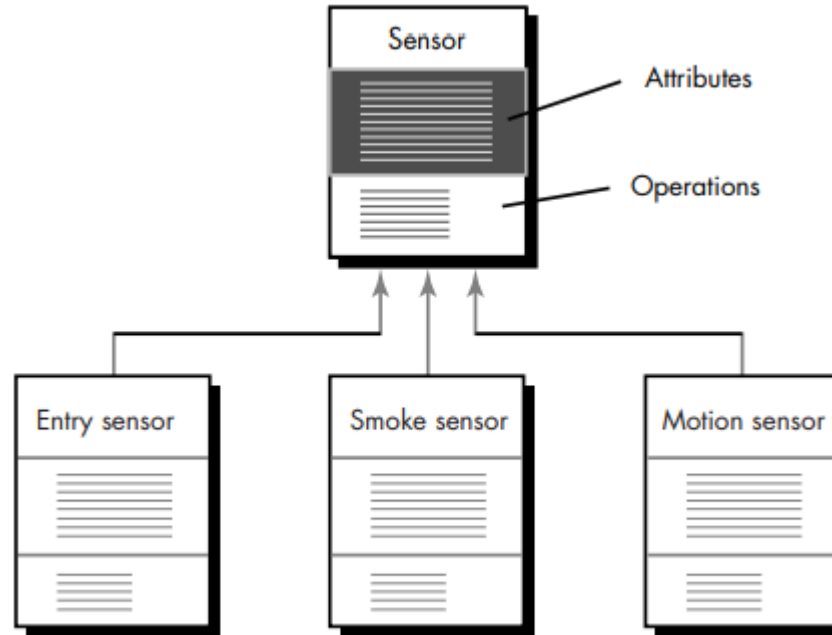 Sensor
Attributes
Operations
Entry sensor
Smoke sensor
Motion sensor